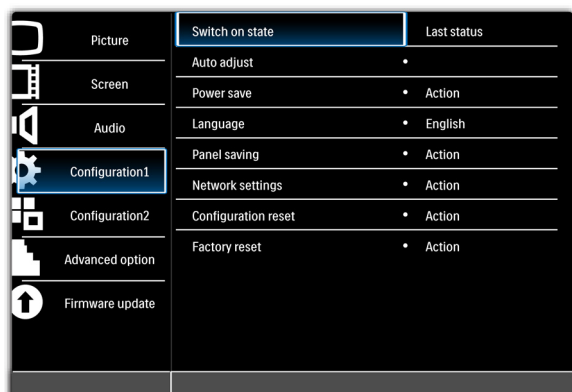 Picture
Screen
Audio
Configuration1
Configuration2
Advanced option
Firmware update
Switch on state Last status
Auto adjust •
Power save • Action
Language • English
Panel saving • Action
Network settings • Action
Configuration reset • Action
Factory reset • Action